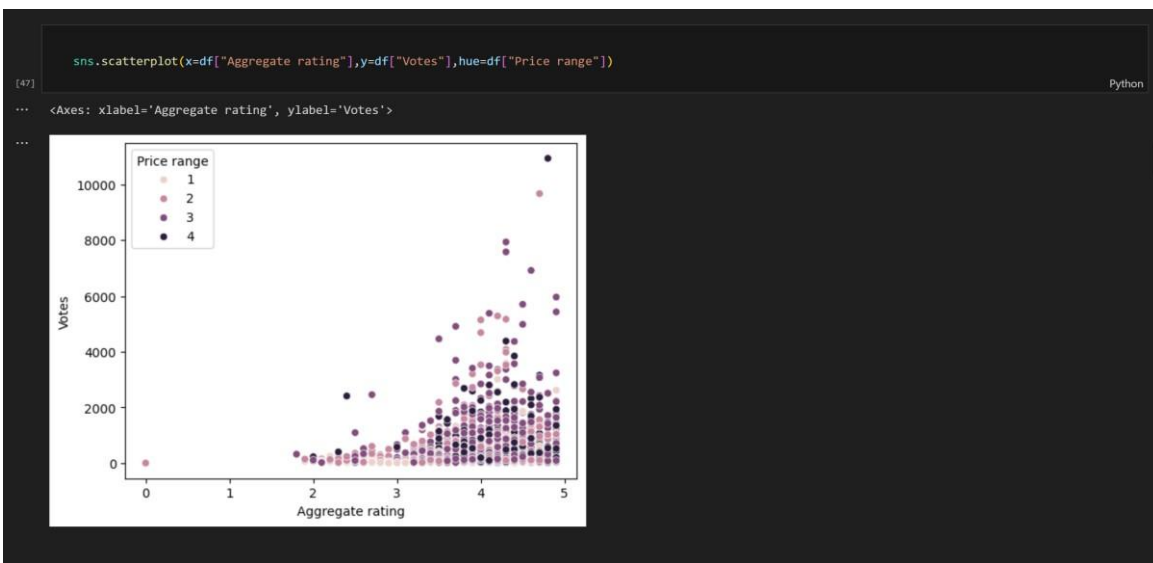 sns.scatterplot(x=df["Aggregate rating"],y=df["Votes"],hue=df["Price range"])
[47]
Python
... <Axes: xlabel='Aggregate rating', ylabel='Votes'>
...
Price range
1
2
3
4
10000
8000
6000
4000
2000
0
Votes
0 1 2 3 4 5
Aggregate rating